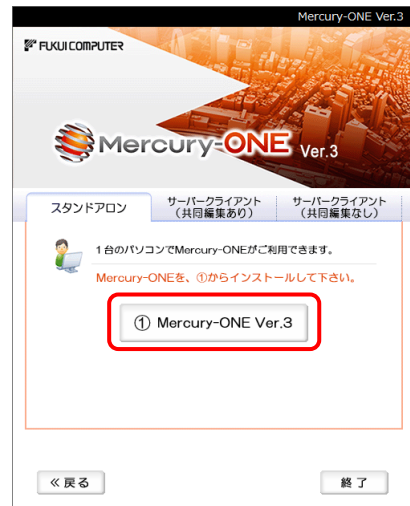 Mercury-ONE Ver.3
FUKUI COMPUTER
Mercury-ONE Ver.3
スタンドアロン
サーバークライアント
（共同編集あり）
サーバークライアント
（共同編集なし）
1台のパソコンでMercury-ONEがご利用できます。
Mercury-ONEを、①からインストールして下さい。
① Mercury-ONE Ver.3
≪戻る
終了